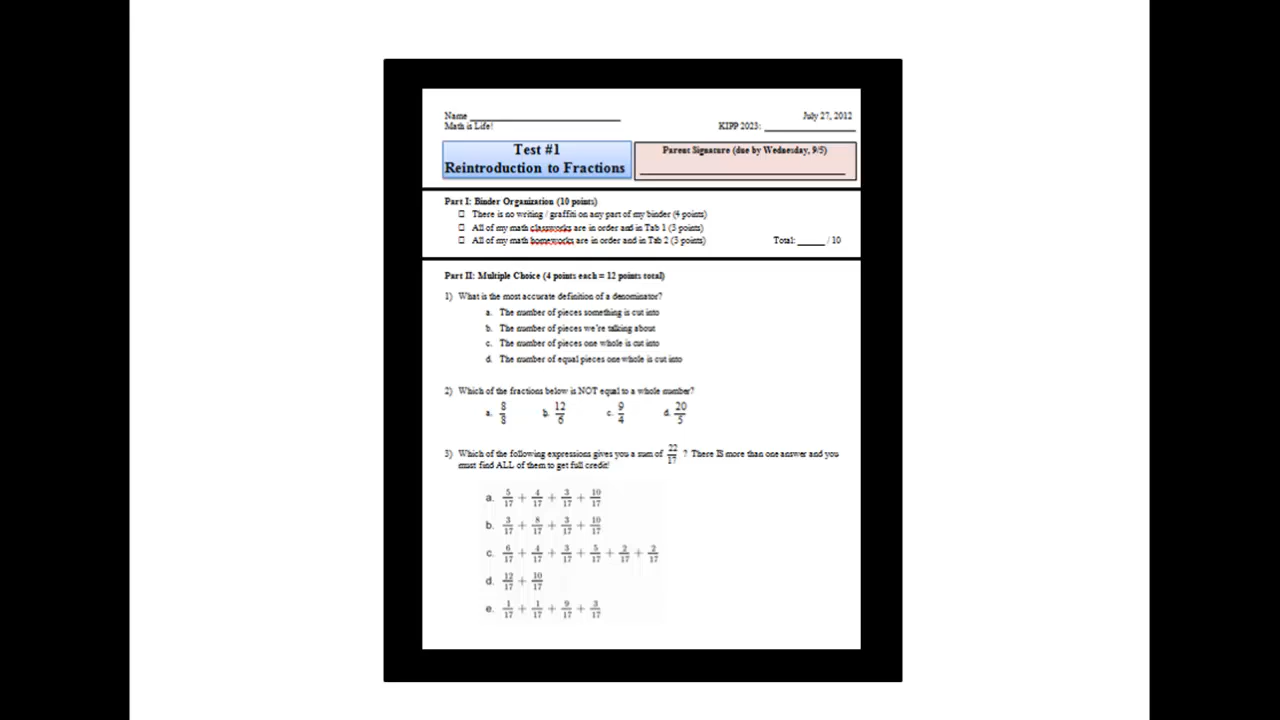 Name ____________________ July 27, 2012
Math is Life! KIPP 2023: ____________
Test #1
Reintroduction to Fractions
Parent Signature (due by Wednesday, 9/5)
Part I: Binder Organization (10 points)
☐ There is no writing / graffiti on any part of my binder (4 points)
☐ All of my math classworks are in order and in Tab 1 (3 points)
☐ All of my math homeworks are in order and in Tab 2 (3 points) Total: _____ / 10
Part II: Multiple Choice (4 points each = 12 points total)
1) What is the most accurate definition of a denominator?
a. The number of pieces something is cut into
b. The number of pieces we're talking about
c. The number of pieces one whole is cut into
d. The number of equal pieces one whole is cut into
2) Which of the fractions below is NOT equal to a whole number?
a. 8/8 b. 12/6 c. 9/4 d. 20/5
3) Which of the following expressions gives you a sum of 22/17 ? There IS more than one answer and you
must find ALL of them to get full credit!
a. 5/17 + 4/17 + 3/17 + 10/17
b. 3/17 + 8/17 + 3/17 + 10/17
c. 6/17 + 4/17 + 3/17 + 5/17 + 2/17 + 2/17
d. 12/17 + 10/17
e. 1/17 + 1/17 + 9/17 + 3/17